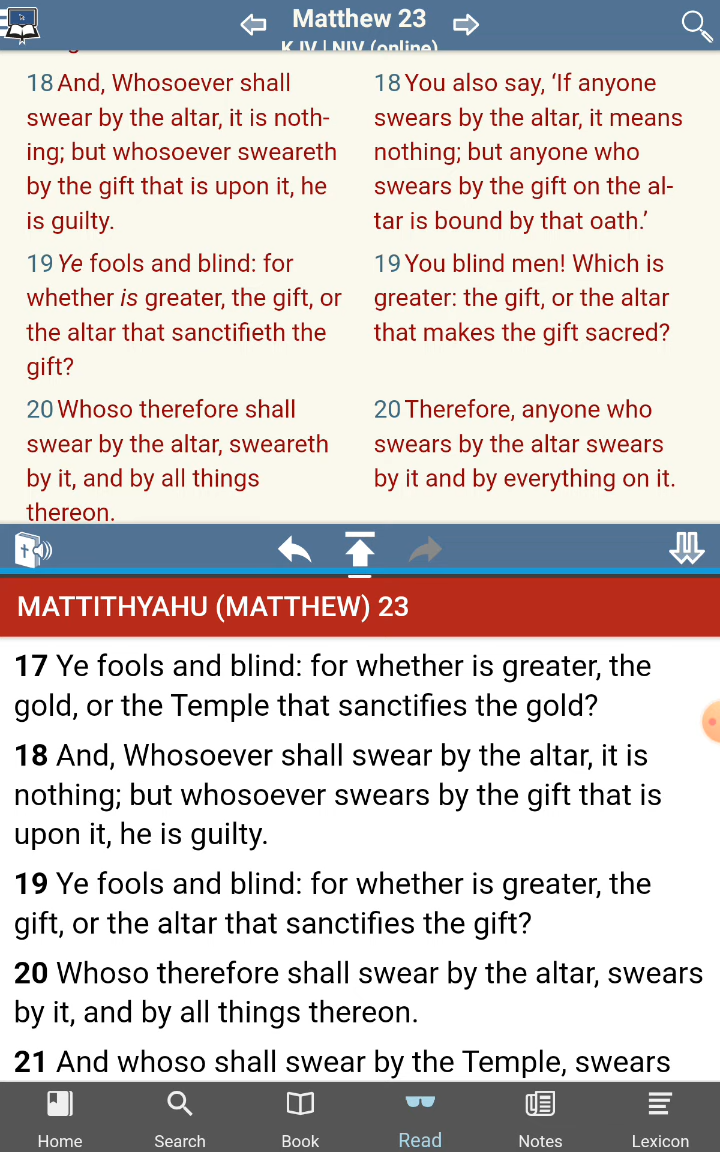 Matthew 23
KJV | NIV (online)
18 And, Whosoever shall
swear by the altar, it is noth-
ing; but whosoever sweareth
by the gift that is upon it, he
is guilty.
19 Ye fools and blind: for
whether is greater, the gift, or
the altar that sanctifieth the
gift?
20 Whoso therefore shall
swear by the altar, sweareth
by it, and by all things
thereon.
18 You also say, ‘If anyone
swears by the altar, it means
nothing; but anyone who
swears by the gift on the al-
tar is bound by that oath.’
19 You blind men! Which is
greater: the gift, or the altar
that makes the gift sacred?
20 Therefore, anyone who
swears by the altar swears
by it and by everything on it.
MATTITHYAHU (MATTHEW) 23
17 Ye fools and blind: for whether is greater, the
gold, or the Temple that sanctifies the gold?
18 And, Whosoever shall swear by the altar, it is
nothing; but whosoever swears by the gift that is
upon it, he is guilty.
19 Ye fools and blind: for whether is greater, the
gift, or the altar that sanctifies the gift?
20 Whoso therefore shall swear by the altar, swears
by it, and by all things thereon.
21 And whoso shall swear by the Temple, swears
Home
Search
Book
Read
Notes
Lexicon